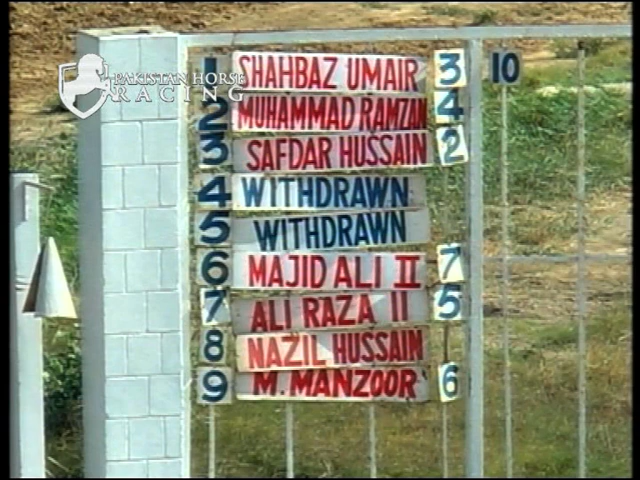 PAKISTAN HORSE
RACING
1 SHAHBAZ UMAIR 3 10
2 MUHAMMAD RAMZAN 4
3 SAFDAR HUSSAIN 2
4 WITHDRAWN
5 WITHDRAWN
6 MAJID ALI II 7
7 ALI RAZA II 5
8 NAZIL HUSSAIN
9 M. MANZOOR 6